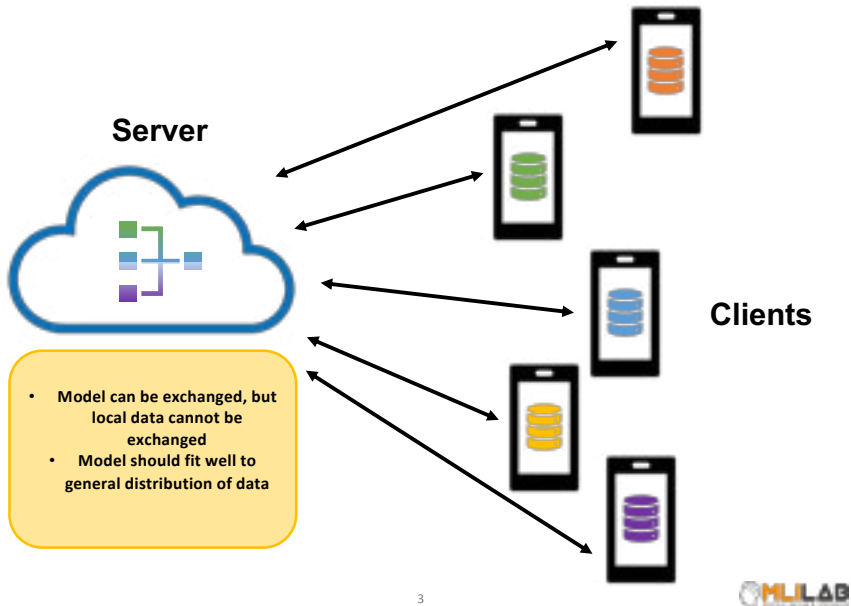 Server
Clients
• Model can be exchanged, but
local data cannot be
exchanged
• Model should fit well to
general distribution of data
3
MLILAB